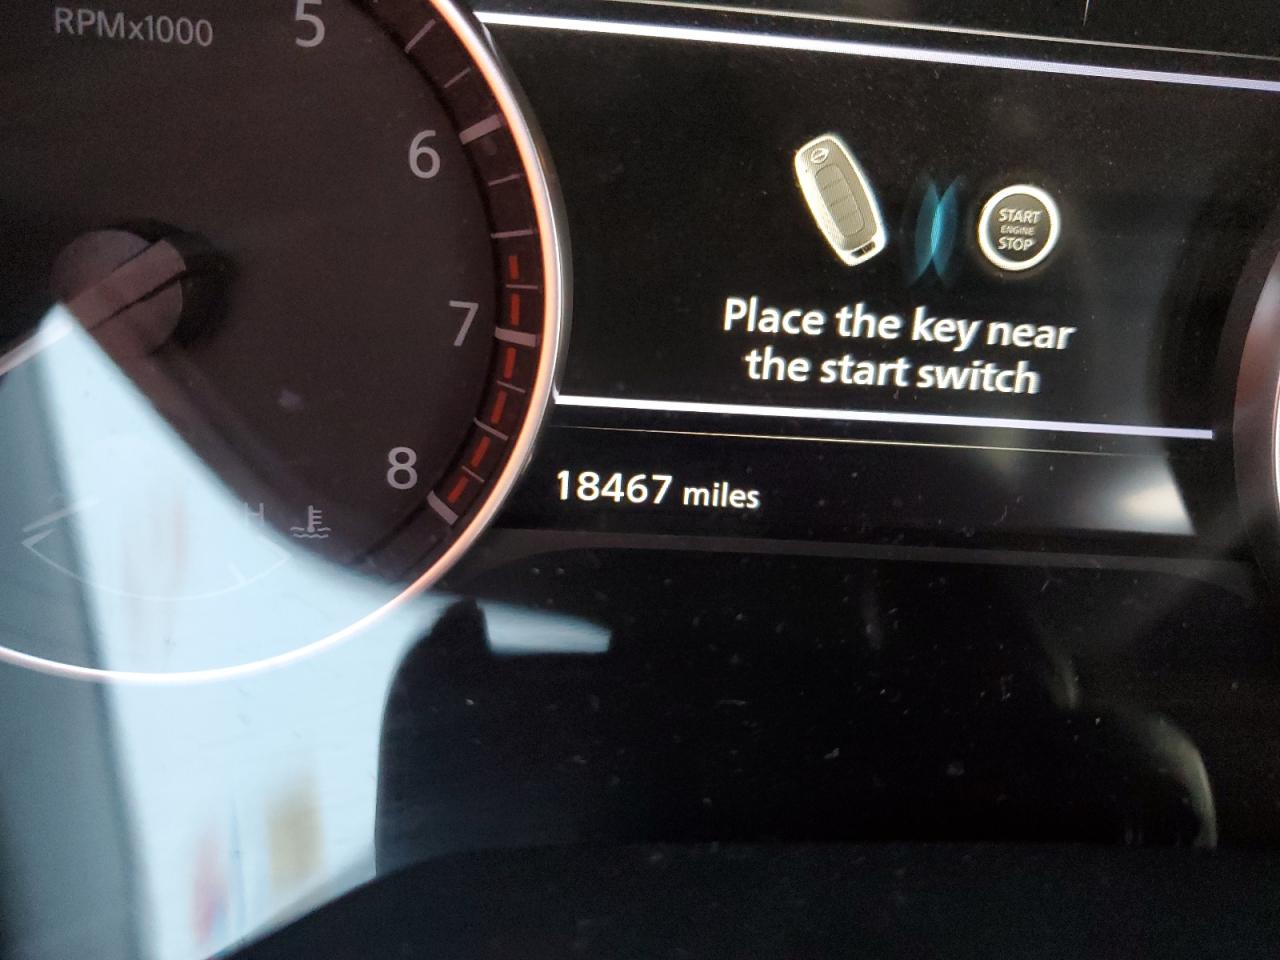 RPMx1000
5
6
7
8
H
START
ENGINE
STOP
Place the key near
the start switch
18467 miles